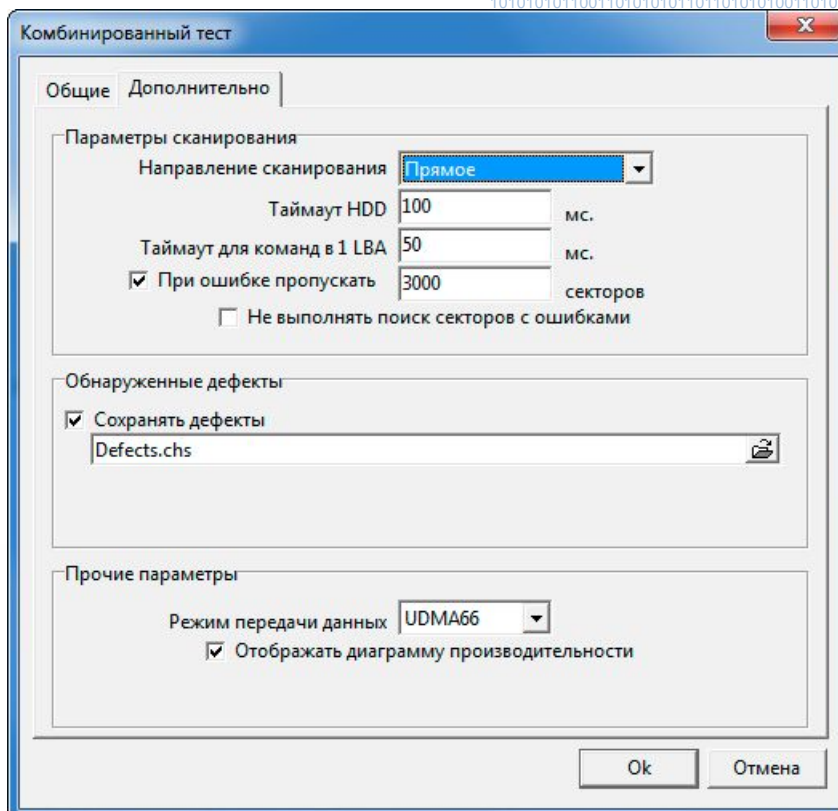 Комбинированный тест
Общие Дополнительно
Параметры сканирования
Направление сканирования Прямое
Таймаут HDD 100 мс.
Таймаут для команд в 1 LBA 50 мс.
При ошибке пропускать 3000 секторов
Не выполнять поиск секторов с ошибками
Обнаруженные дефекты
Сохранять дефекты
Defects.chs
Прочие параметры
Режим передачи данных UDMA66
Отображать диаграмму производительности
Ok Отмена